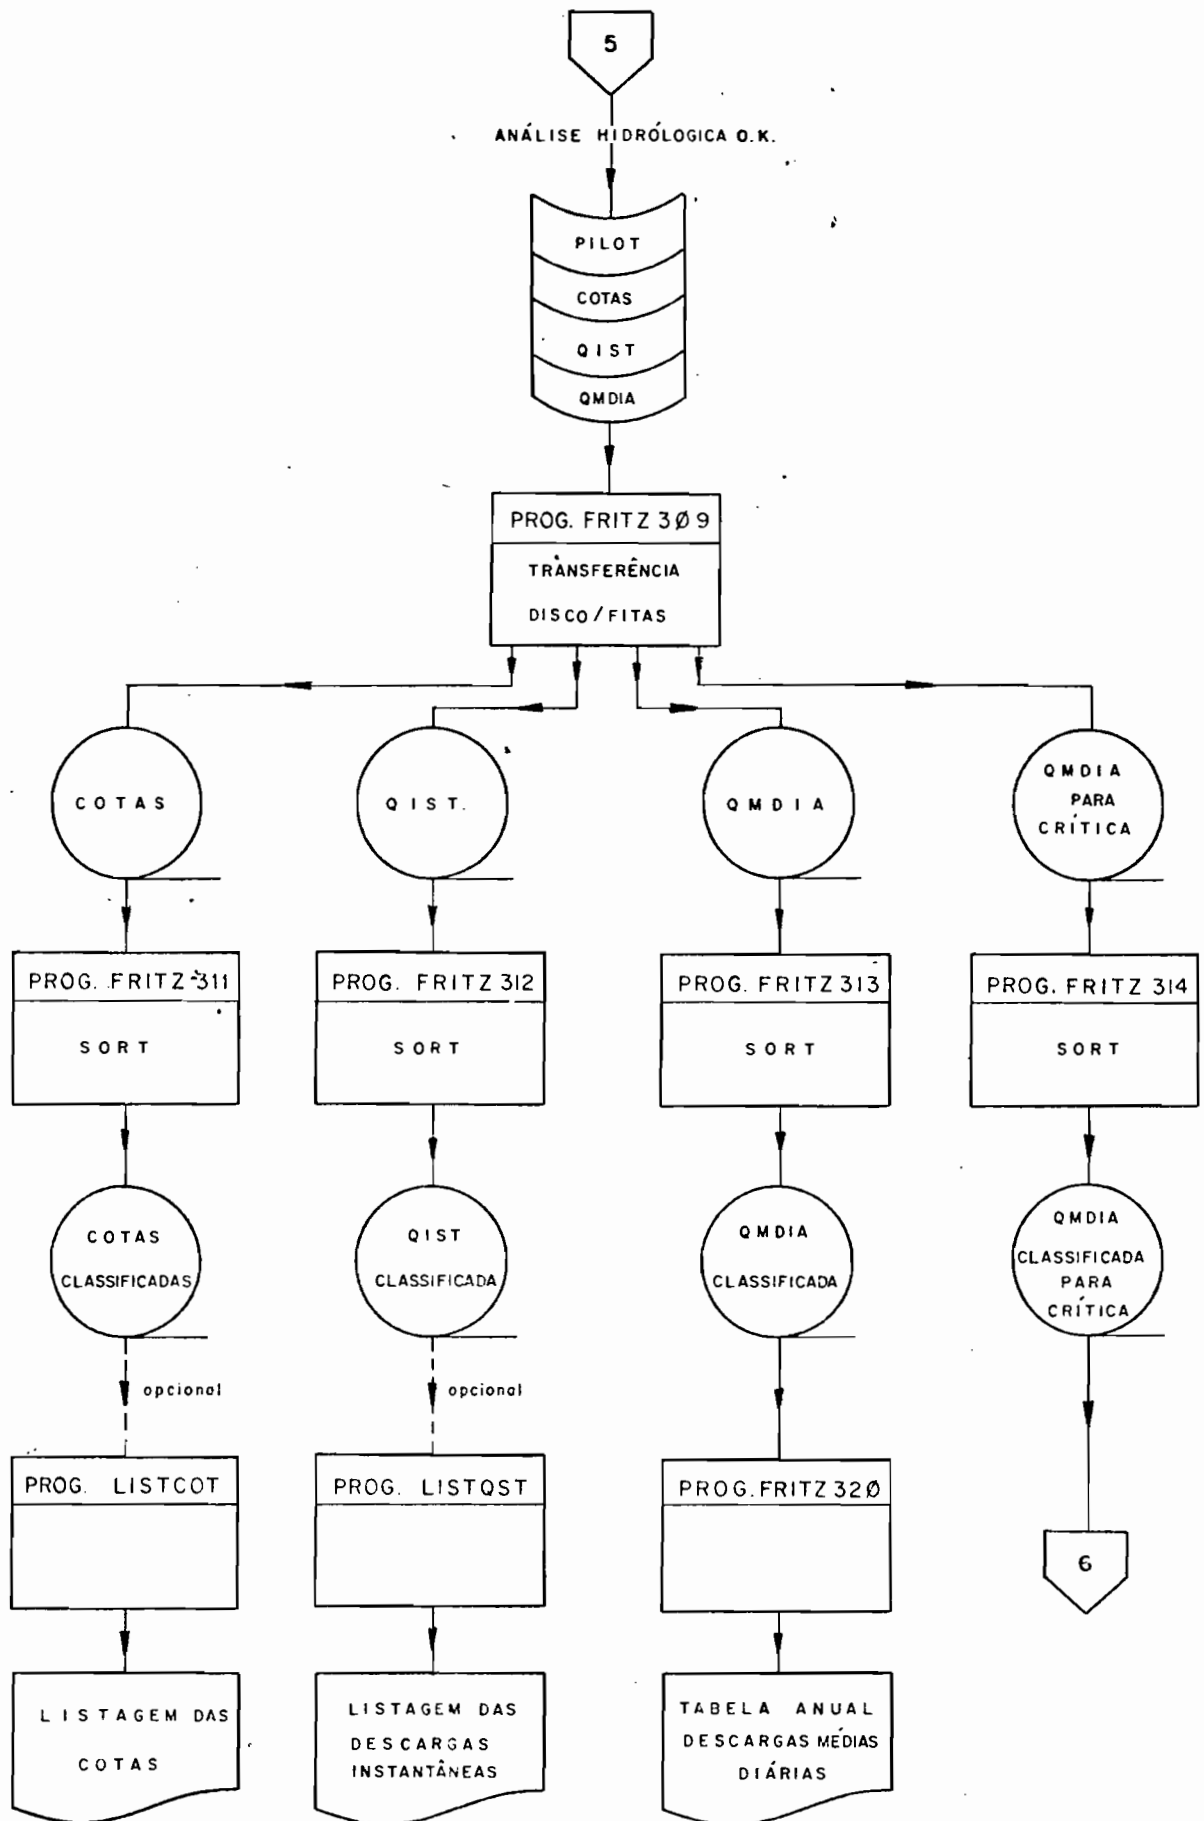 5
ANÁLISE HIDRÓLOGICA O.K.
PILOT
COTAS
QIST
QMDIA
PROG. FRITZ 3Ø9
TRÀNSFERÊNCIA
DISCO/FITAS
COTAS
QIST.
QMDIA
QMDIA
PARA
CRÍTICA
PROG. FRITZ 311
SORT
PROG. FRITZ 312
SORT
PROG. FRITZ 313
SORT
PROG. FRITZ 314
SORT
COTAS
CLASSIFICADAS
QIST
CLASSIFICADA
QMDIA
CLASSIFICADA
QMDIA
CLASSIFICADA
PARA
CRÍTICA
opcional
opcional
PROG. LISTCOT
PROG. LISTQST
PROG. FRITZ 32Ø
6
LISTAGEM DAS
COTAS
LISTAGEM DAS
DESCARGAS
INSTANTÂNEAS
TABELA ANUAL
DESCARGAS MÉDIAS
DIÁRIAS